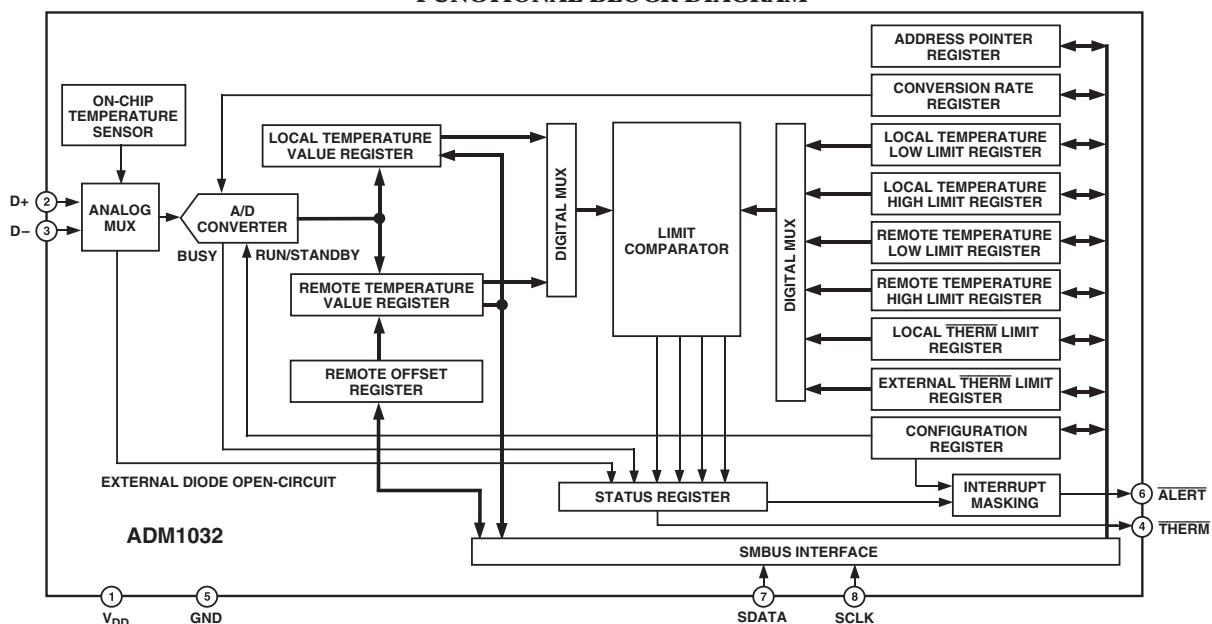 FUNCTIONAL BLOCK DIAGRAM
ADDRESS POINTER
REGISTER
ON-CHIP
TEMPERATURE
SENSOR
CONVERSION RATE
REGISTER
LOCAL TEMPERATURE
VALUE REGISTER
DIGITAL MUX
LIMIT
COMPARATOR
DIGITAL MUX
LOCAL TEMPERATURE
LOW LIMIT REGISTER
LOCAL TEMPERATURE
HIGH LIMIT REGISTER
D+
2
D–
3
ANALOG
MUX
A/D
CONVERTER
BUSY
RUN/STANDBY
REMOTE TEMPERATURE
LOW LIMIT REGISTER
REMOTE TEMPERATURE
VALUE REGISTER
REMOTE TEMPERATURE
HIGH LIMIT REGISTER
LOCAL THERM LIMIT
REGISTER
REMOTE OFFSET
REGISTER
EXTERNAL THERM LIMIT
REGISTER
CONFIGURATION
REGISTER
EXTERNAL DIODE OPEN-CIRCUIT
STATUS REGISTER
INTERRUPT
MASKING
6
ALERT
4
THERM
ADM1032
SMBUS INTERFACE
1
VDD
5
GND
7
SDATA
8
SCLK